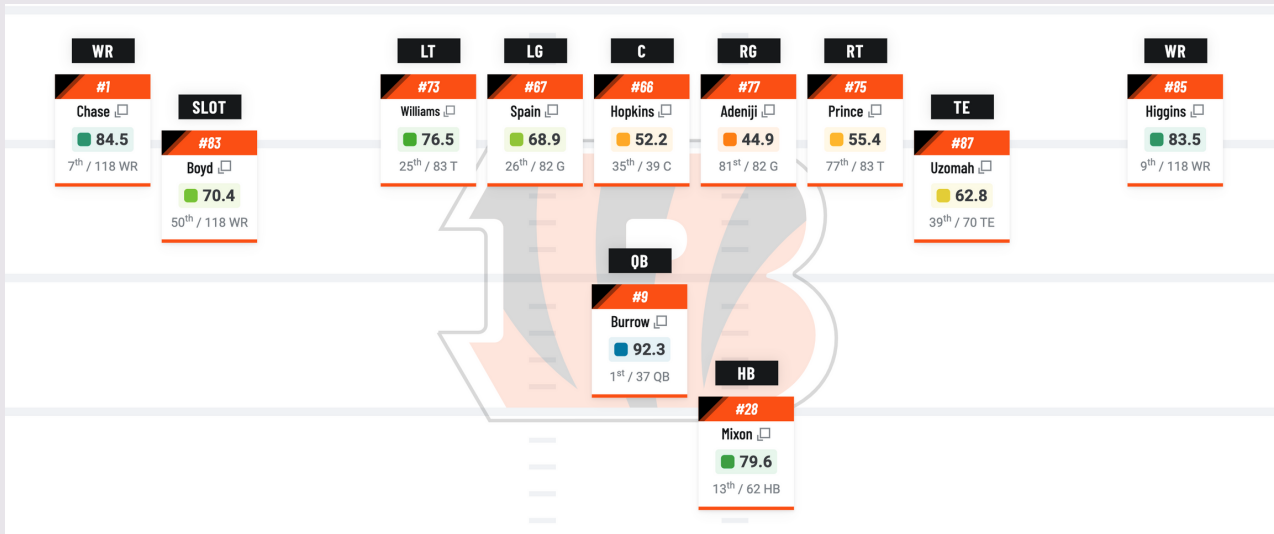 WR
#1
Chase
84.5
7th / 118 WR
SLOT
#83
Boyd
70.4
50th / 118 WR
LT
#73
Williams
76.5
25th / 83 T
LG
#67
Spain
68.9
26th / 82 G
C
#66
Hopkins
52.2
35th / 39 C
RG
#77
Adeniji
44.9
81st / 82 G
RT
#75
Prince
55.4
77th / 83 T
TE
#87
Uzomah
62.8
39th / 70 TE
WR
#85
Higgins
83.5
9th / 118 WR
QB
#9
Burrow
92.3
1st / 37 QB
HB
#28
Mixon
79.6
13th / 62 HB